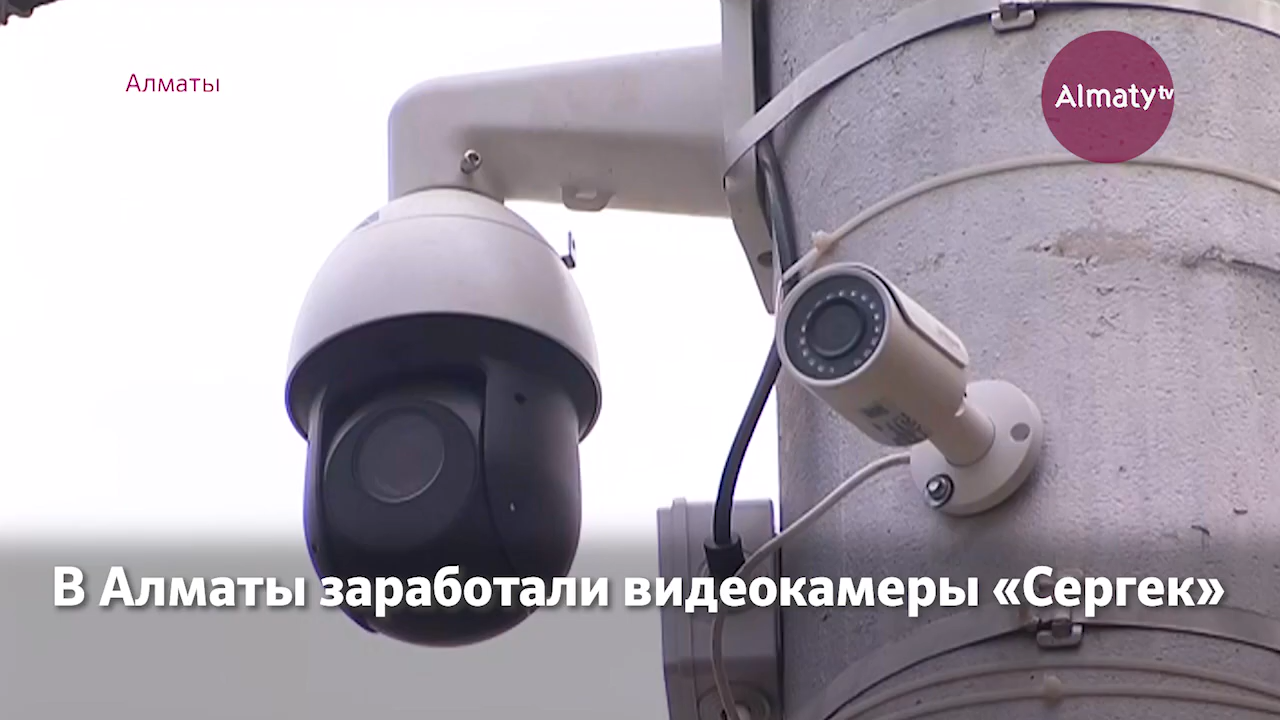 Алматы
Almaty tv
В Алматы заработали видеокамеры «Сергек»